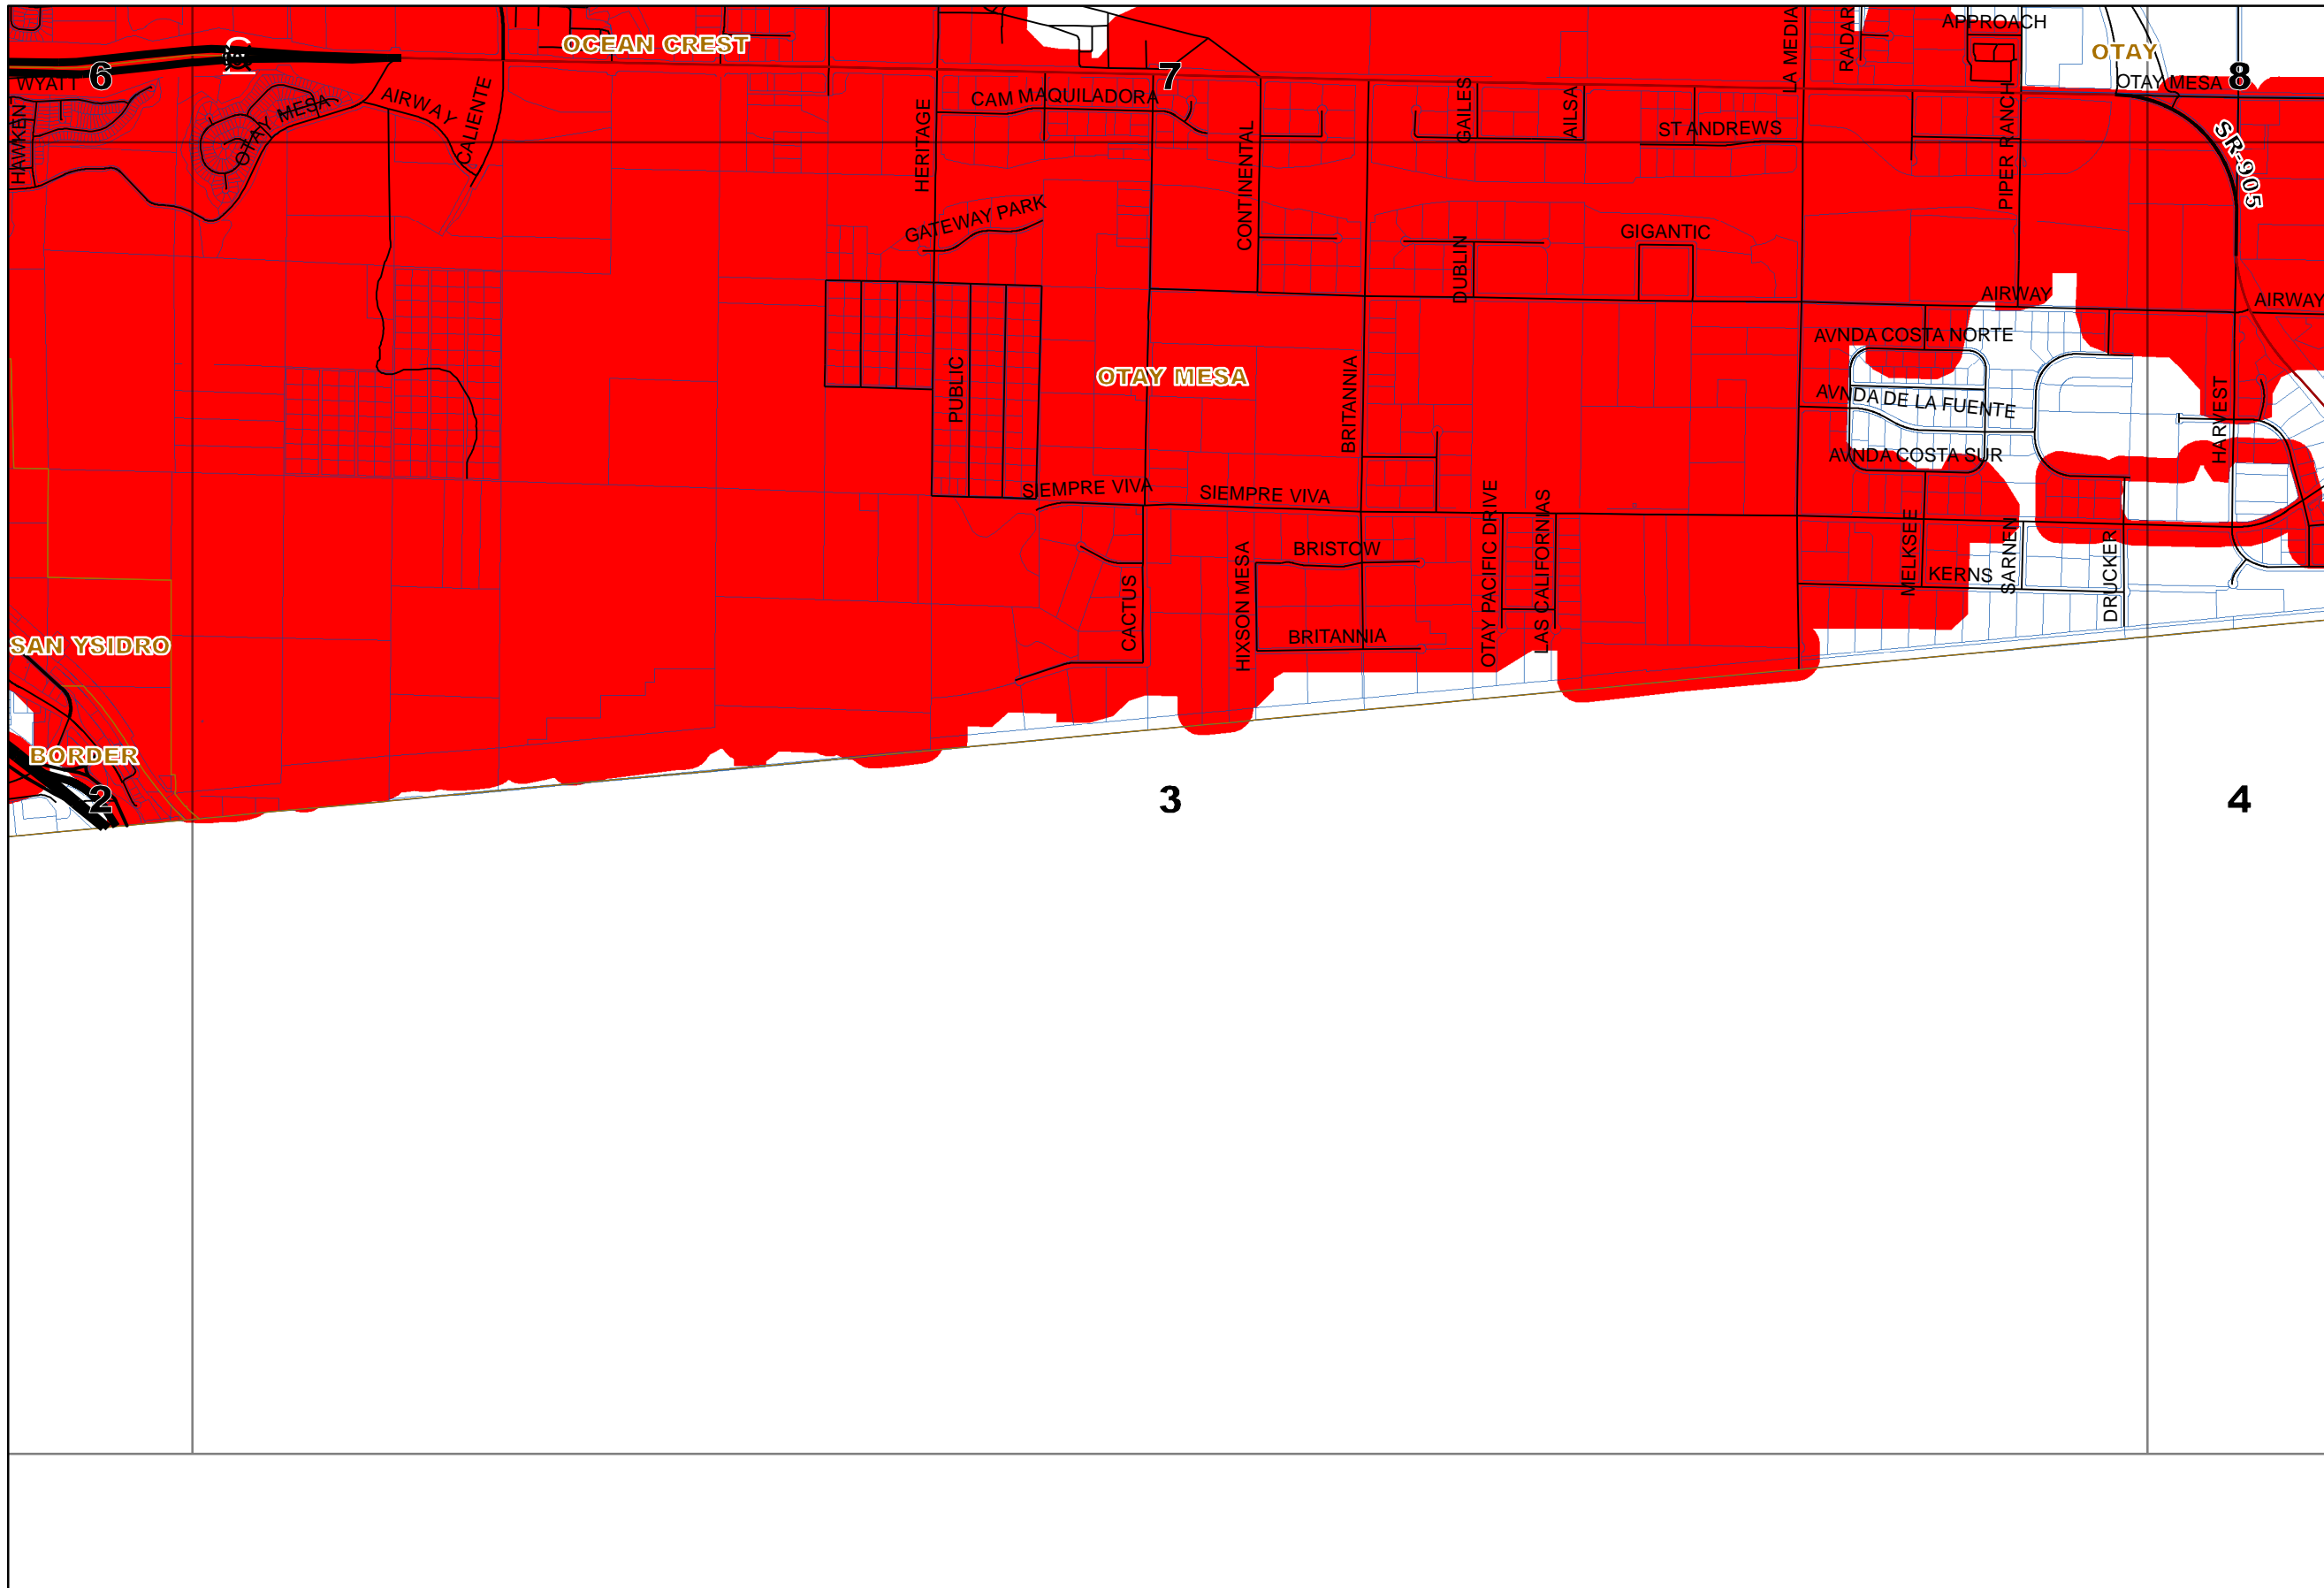 APPROACH
LA MEDIA
RADAR
OCEAN CREST
OTAY
6
7
8
WYATT
OTAY MESA
AIRWAY
CALIENTE
HAWKEN
OTAY MESA
HERITAGE
CAM MAQUILADORA
CONTINENTAL
GAILES
AILSA
ST ANDREWS
PIPER RANCH
SR-905
GATEWAY PARK
DUBLIN
GIGANTIC
AIRWAY
AIRWAY
AVNDA COSTA NORTE
PUBLIC
OTAY MESA
BRITANNIA
AVNDA DE LA FUENTE
HARVEST
AVNDA COSTA SUR
SIEMPRE VIVA
SIEMPRE VIVA
OTAY PACIFIC DRIVE
LAS CALIFORNIAS
MELKSEE
SARNEN
DRUCKER
BRISTOW
KERNS
CACTUS
HIXSON MESA
BRITANNIA
SAN YSIDRO
BORDER
2
3
4